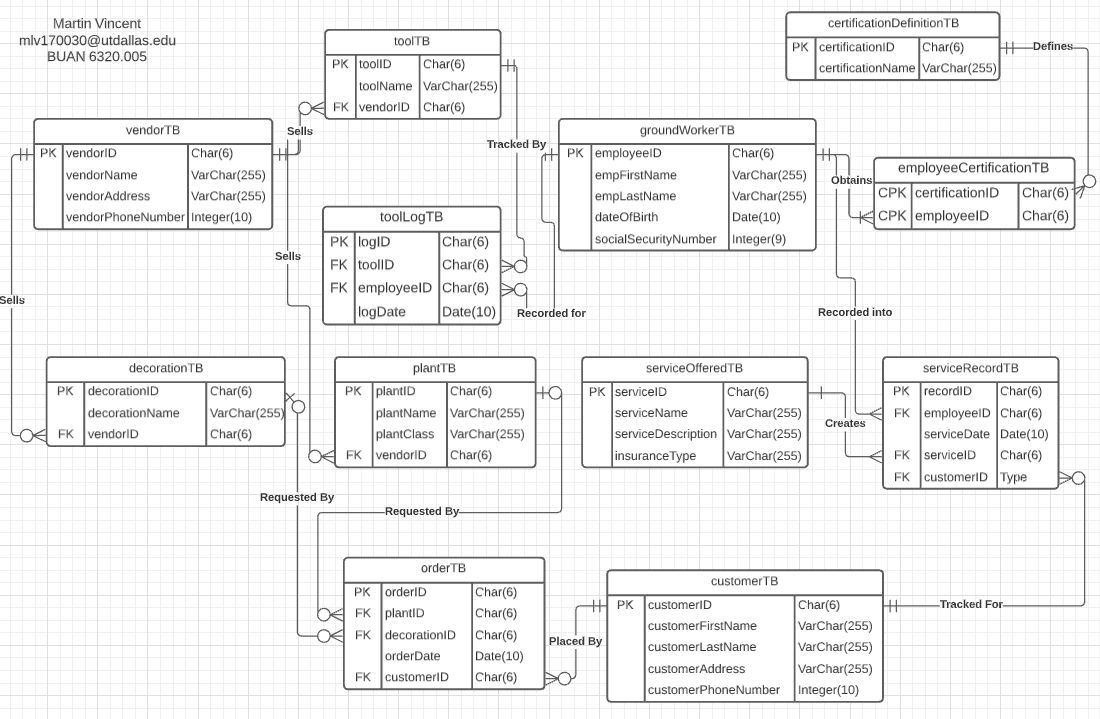 Martin Vincent
mlv170030@utdallas.edu
BUAN 6320.005
toolTB
PK toolID Char(6)
toolName VarChar(255)
FK vendorID Char(6)
certificationDefinitionTB
PK certificationID Char(6)
certificationName VarChar(255)
Defines
Sells
Tracked By
vendorTB
PK vendorID Char(6)
vendorName VarChar(255)
vendorAddress VarChar(255)
vendorPhoneNumber Integer(10)
groundWorkerTB
PK employeeID Char(6)
empFirstName VarChar(255)
empLastName VarChar(255)
dateOfBirth Date(10)
socialSecurityNumber Integer(9)
Obtains
employeeCertificationTB
CPK certificationID Char(6)
CPK employeeID Char(6)
toolLogTB
PK logID Char(6)
FK toolID Char(6)
FK employeeID Char(6)
logDate Date(10)
Sells
Sells
Recorded for
Recorded into
decorationTB
PK decorationID Char(6)
decorationName VarChar(255)
FK vendorID Char(6)
plantTB
PK plantID Char(6)
plantName VarChar(255)
plantClass VarChar(255)
FK vendorID Char(6)
serviceOfferedTB
PK serviceID Char(6)
serviceName VarChar(255)
serviceDescription VarChar(255)
insuranceType VarChar(255)
Creates
serviceRecordTB
PK recordID Char(6)
FK employeeID Char(6)
serviceDate Date(10)
FK serviceID Char(6)
FK customerID Type
Requested By
Requested By
orderTB
PK orderID Char(6)
FK plantID Char(6)
FK decorationID Char(6)
orderDate Date(10)
FK customerID Char(6)
Placed By
customerTB
PK customerID Char(6)
customerFirstName VarChar(255)
customerLastName VarChar(255)
customerAddress VarChar(255)
customerPhoneNumber Integer(10)
Tracked For